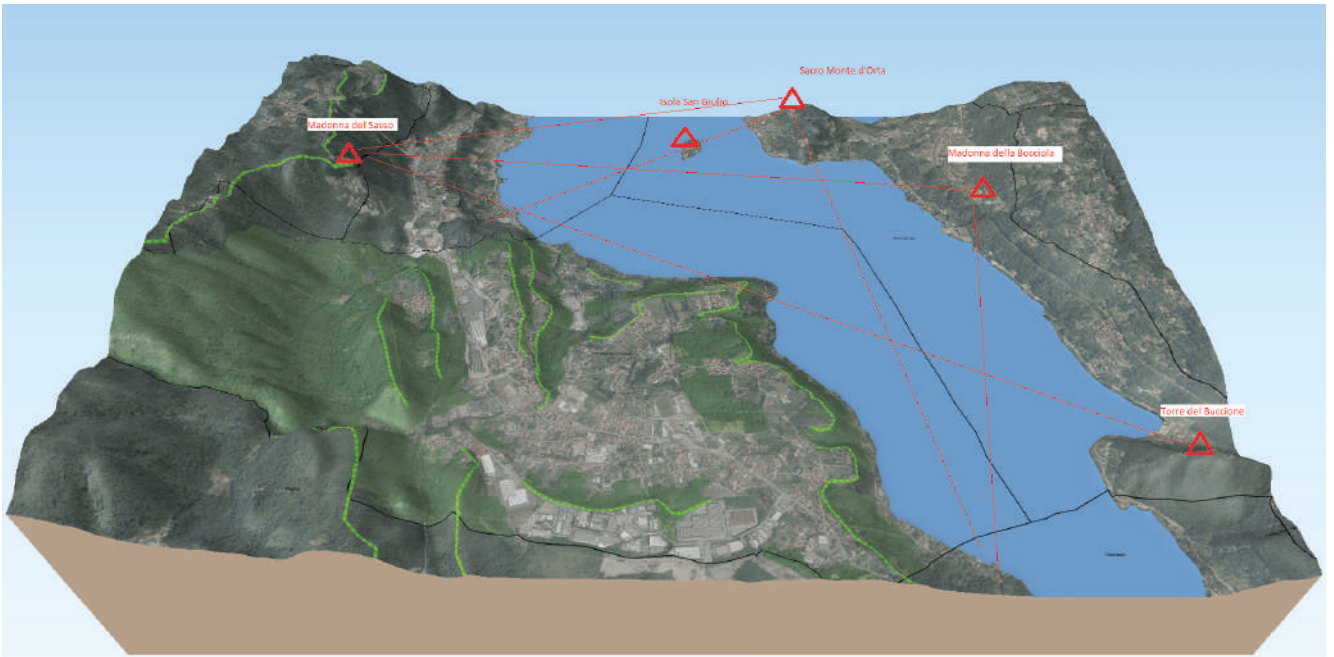 Sacro Monte d'Orta
Isola San Giulio
Madonna del Sasso
Madonna della Bocciola
Torre del Buccione